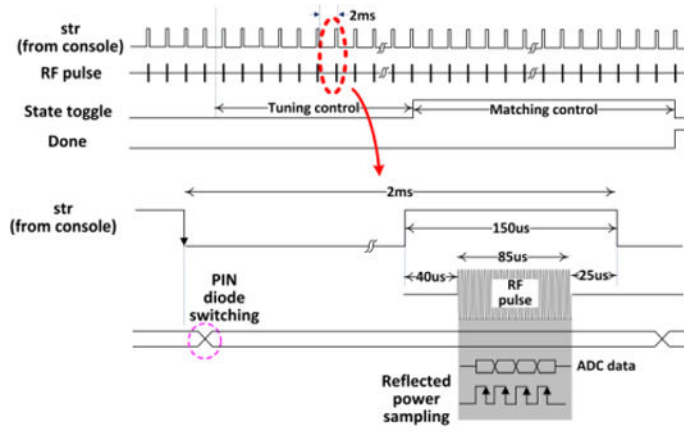 str
(from console)
2ms
RF pulse
State toggle
Tuning control
Matching control
Done
2ms
str
(from console)
150us
85us
40us
25us
RF
pulse
PIN
diode
switching
ADC data
Reflected
power
sampling